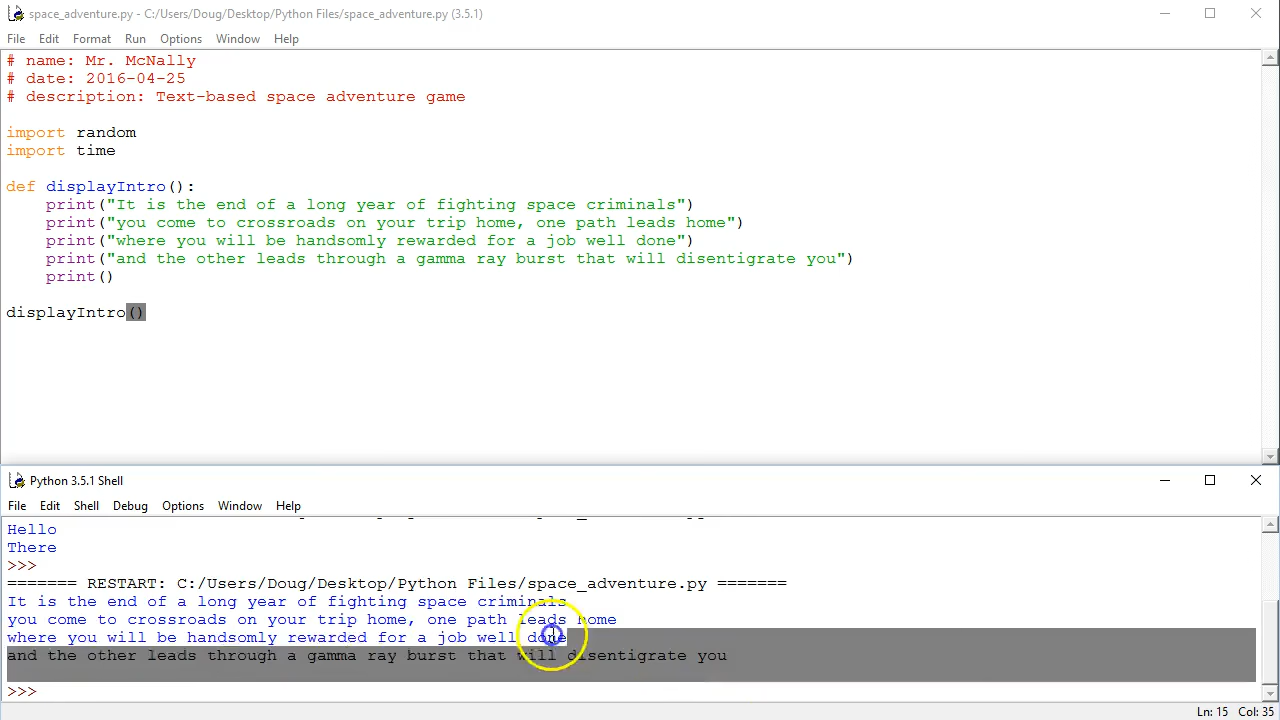 space_adventure.py - C:/Users/Doug/Desktop/Python Files/space_adventure.py (3.5.1)
File Edit Format Run Options Window Help
# name: Mr. McNally
# date: 2016-04-25
# description: Text-based space adventure game
import random
import time
def displayIntro():
    print("It is the end of a long year of fighting space criminals")
    print("you come to crossroads on your trip home, one path leads home")
    print("where you will be handsomly rewarded for a job well done")
    print("and the other leads through a gamma ray burst that will disentigrate you")
    print()
displayIntro()
Python 3.5.1 Shell
File Edit Shell Debug Options Window Help
Hello
There
>>>
======= RESTART: C:/Users/Doug/Desktop/Python Files/space_adventure.py =======
It is the end of a long year of fighting space criminals
you come to crossroads on your trip home, one path leads home
where you will be handsomly rewarded for a job well done
and the other leads through a gamma ray burst that will disentigrate you
>>>
Ln: 15 Col: 35